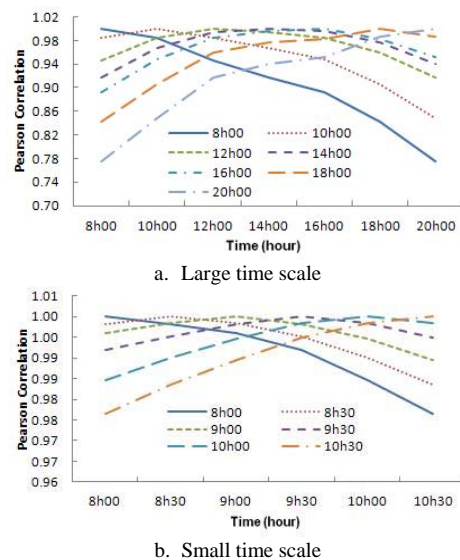 1.02
0.98
0.94
0.90
0.86
0.82
0.78
0.74
0.70
Pearson Correlation
8h00 10h00
12h00 14h00
16h00 18h00
20h00
8h00 10h00 12h00 14h00 16h00 18h00 20h00
Time (hour)
a. Large time scale
1.01
1.00
1.00
0.99
0.99
0.98
0.98
0.97
0.97
0.96
Pearson Correlation
8h00 8h30
9h00 9h30
10h00 10h30
8h00 8h30 9h00 9h30 10h00 10h30
Time (hour)
b. Small time scale